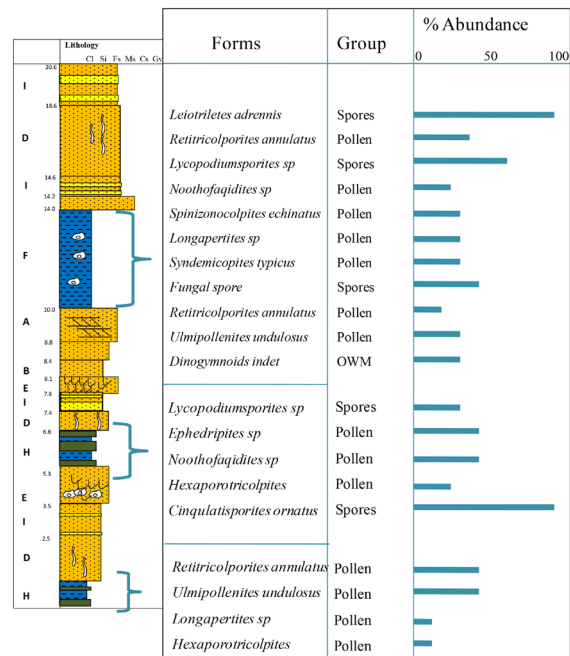 % Abundance
Lithology
Forms
Group
Cl Si Fs Ms Cs Gv
0 50 100
20.6
I
18.6
Leiotriletes adrennis Spores
D
Retitricolporites annulatus Pollen
Lycopodiumsporites sp Spores
14.6
I
Noothofaqidites sp Pollen
14.2
14.0
Spinizonocolpites echinatus Pollen
Longapertites sp Pollen
F
Syndemicopites typicus Pollen
Fungal spore Spores
10.0
Retitricolporites annulatus Pollen
A
Ulmipollenites undulosus Pollen
8.8
8.4
Dinogymnoids indet OWM
B
8.1
E
7.8
I
7.4
Lycopodiumsporites sp Spores
D
6.6
Ephedripites sp Pollen
H
Noothofaqidites sp Pollen
5.3
Hexaporotricolpites Pollen
E
3.5
Cinqulatisporites ornatus Spores
I
2.5
D
Retitricolporites annulatus Pollen
H
Ulmipollenites undulosus Pollen
Longapertites sp Pollen
Hexaporotricolpites Pollen